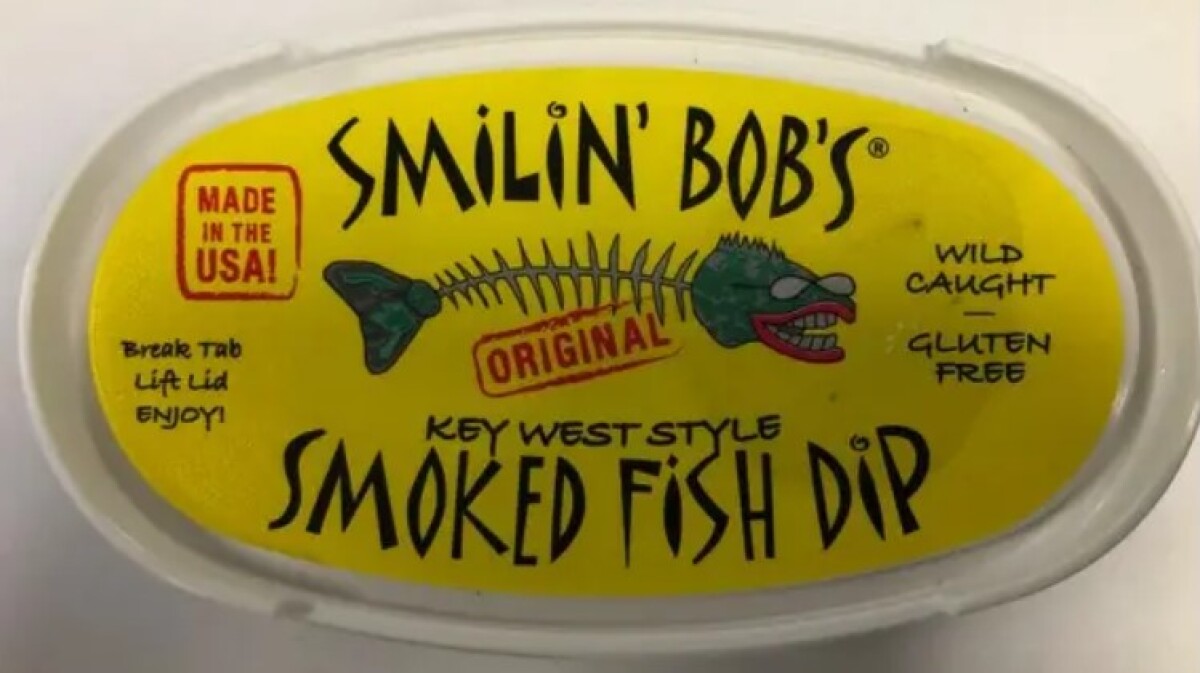 SMiLiN' BOB'S®
MADE
IN THE
USA!
WILD
CAUGHT
—
GLUTEN
FREE
ORIGINAL
Break Tab
Lift Lid
ENJOY!
KEY WEST STYLE
SMOKED FiSH DiP